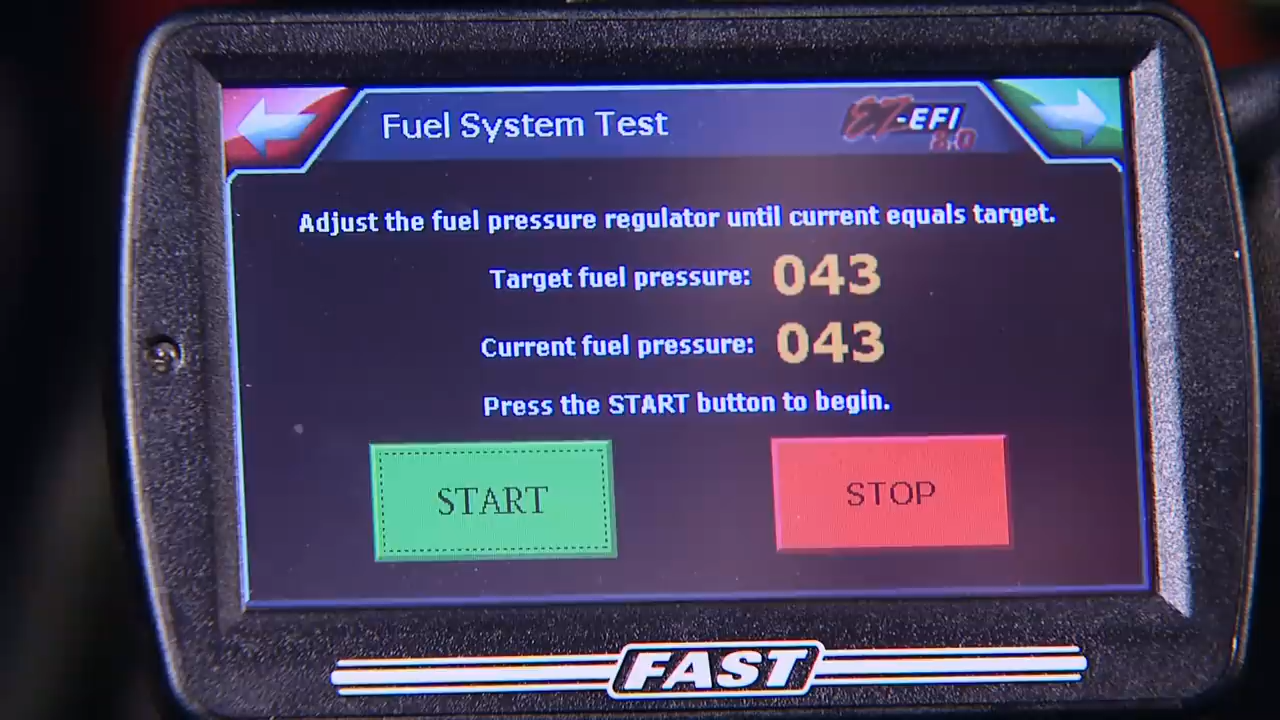 Fuel System Test
EZ-EFI
Adjust the fuel pressure regulator until current equals target.
Target fuel pressure: 043
Current fuel pressure: 043
Press the START button to begin.
START
STOP
FAST